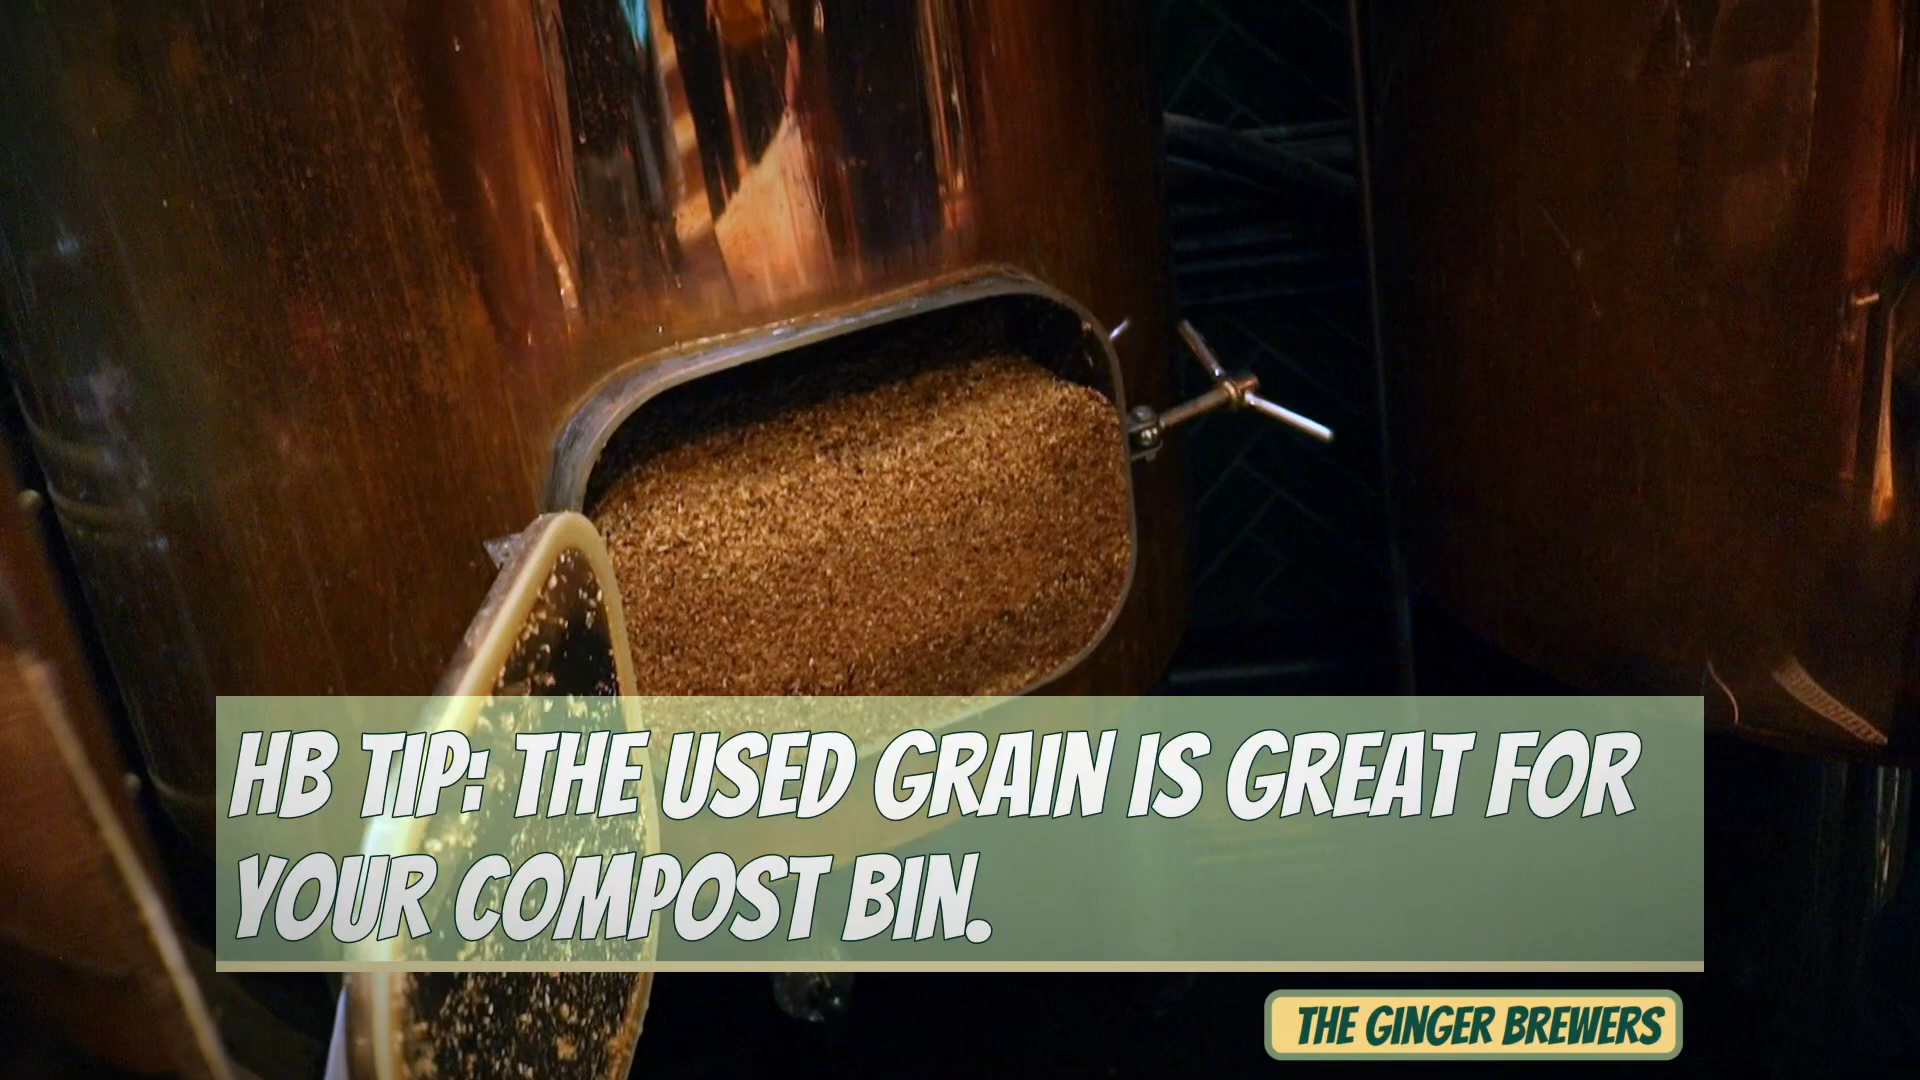 HB TIP: THE USED GRAIN IS GREAT FOR
YOUR COMPOST BIN.
THE GINGER BREWERS